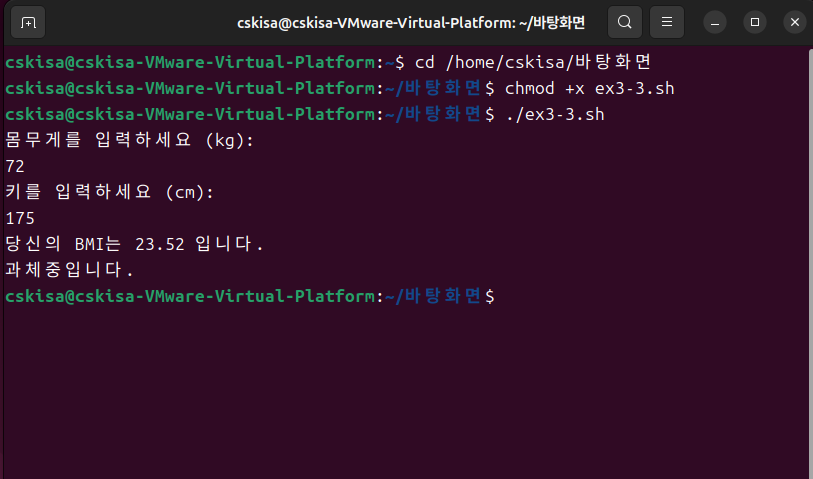 cskisa@cskisa-VMware-Virtual-Platform: ~/바탕화면
cskisa@cskisa-VMware-Virtual-Platform:~$ cd /home/cskisa/바탕화면
cskisa@cskisa-VMware-Virtual-Platform:~/바탕화면$ chmod +x ex3-3.sh
cskisa@cskisa-VMware-Virtual-Platform:~/바탕화면$ ./ex3-3.sh
몸무게를 입력하세요 (kg):
72
키를 입력하세요 (cm):
175
당신의 BMI는 23.52 입니다.
과체중입니다.
cskisa@cskisa-VMware-Virtual-Platform:~/바탕화면$